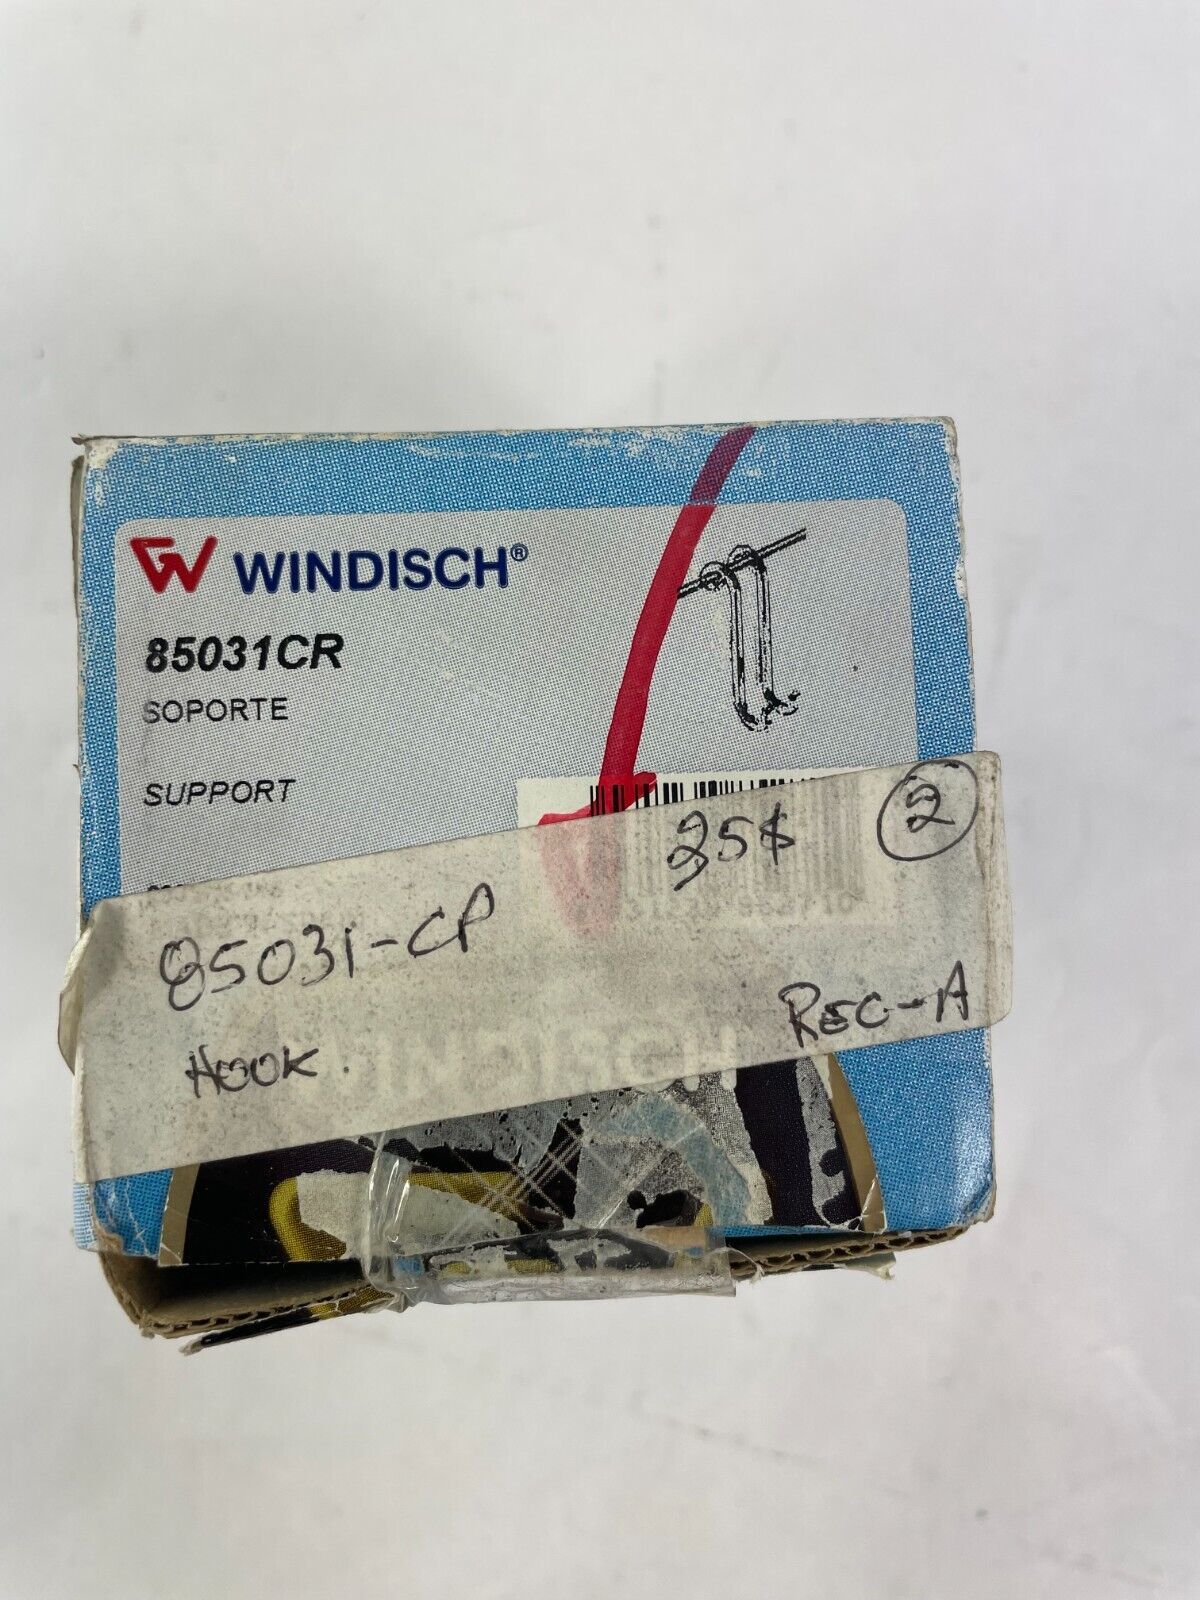 WINDISCH®
85031CR
SOPORTE
SUPPORT
25$ 2
85031-CP
REC-A
HOOK.